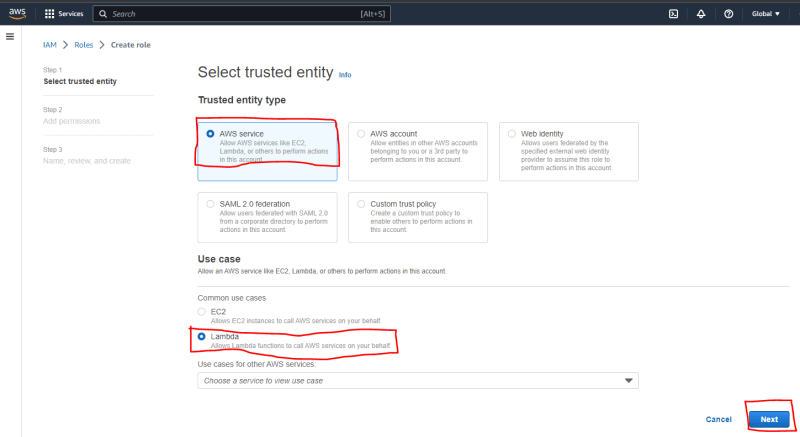 aws
Services
Search
[Alt+S]
Global
IAM > Roles > Create role
Step 1
Select trusted entity
Step 2
Add permissions
Step 3
Name, review, and create
Select trusted entity Info
Trusted entity type
AWS service
Allow AWS services like EC2,
Lambda, or others to perform actions
in this account.
AWS account
Allow entities in other AWS accounts
belonging to you or a 3rd party to
perform actions in this account.
Web identity
Allows users federated by the
specified external web identity
provider to assume this role to
perform actions in this account.
SAML 2.0 federation
Allow users federated with SAML 2.0
from a corporate directory to perform
actions in this account.
Custom trust policy
Create a custom trust policy to
enable others to perform actions in
this account.
Use case
Allow an AWS service like EC2, Lambda, or others to perform actions in this account.
Common use cases
EC2
Allows EC2 instances to call AWS services on your behalf.
Lambda
Allows Lambda functions to call AWS services on your behalf.
Use cases for other AWS services:
Choose a service to view use case
Cancel
Next